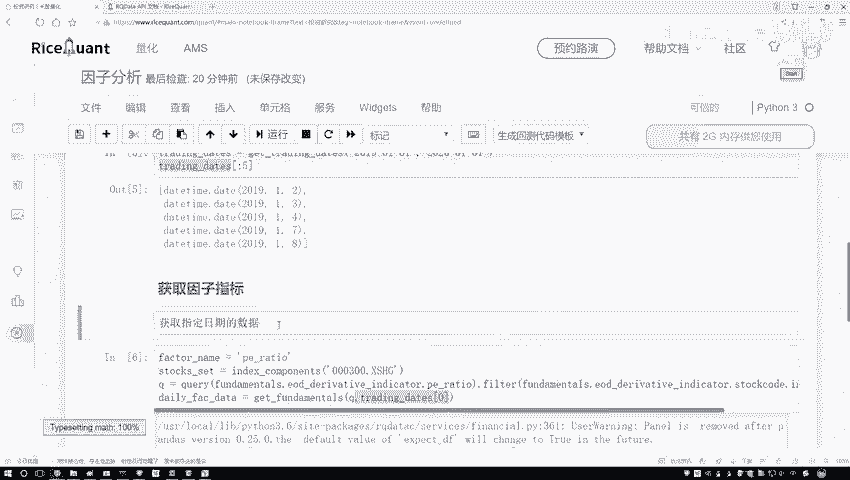 RQData API 文档 - RiceQuant
RiceQuant 量化 AMS 预约路演 帮助文档 社区
因子分析 最后检查: 20 分钟前 (未保存改变)
文件 编辑 查看 插入 单元格 服务 Widgets 帮助 可信的 Python 3
运行 标记 生成回测代码模板 共有 2G 内存供您使用
trading_dates[:5]
Out[5]: [datetime.date(2019, 1, 2),
datetime.date(2019, 1, 3),
datetime.date(2019, 1, 4),
datetime.date(2019, 1, 7),
datetime.date(2019, 1, 8)]
获取因子指标
获取指定日期的数据
In [6]: factor_name = 'pe_ratio'
stocks_set = index_components('000300.XSHG')
q = query(fundamentals.eod_derivative_indicator.pe_ratio).filter(fundamentals.eod_derivative_indicator.stockcode.in
daily_fac_data = get_fundamentals(q,trading_dates[0])
/usr/local/lib/python3.6/site-packages/rqdatac/services/financial.py:361: UserWarning: Panel is removed after p
andas version 0.25.0.the default value of 'expect_df' will change to True in the future.
Typesetting math: 100%